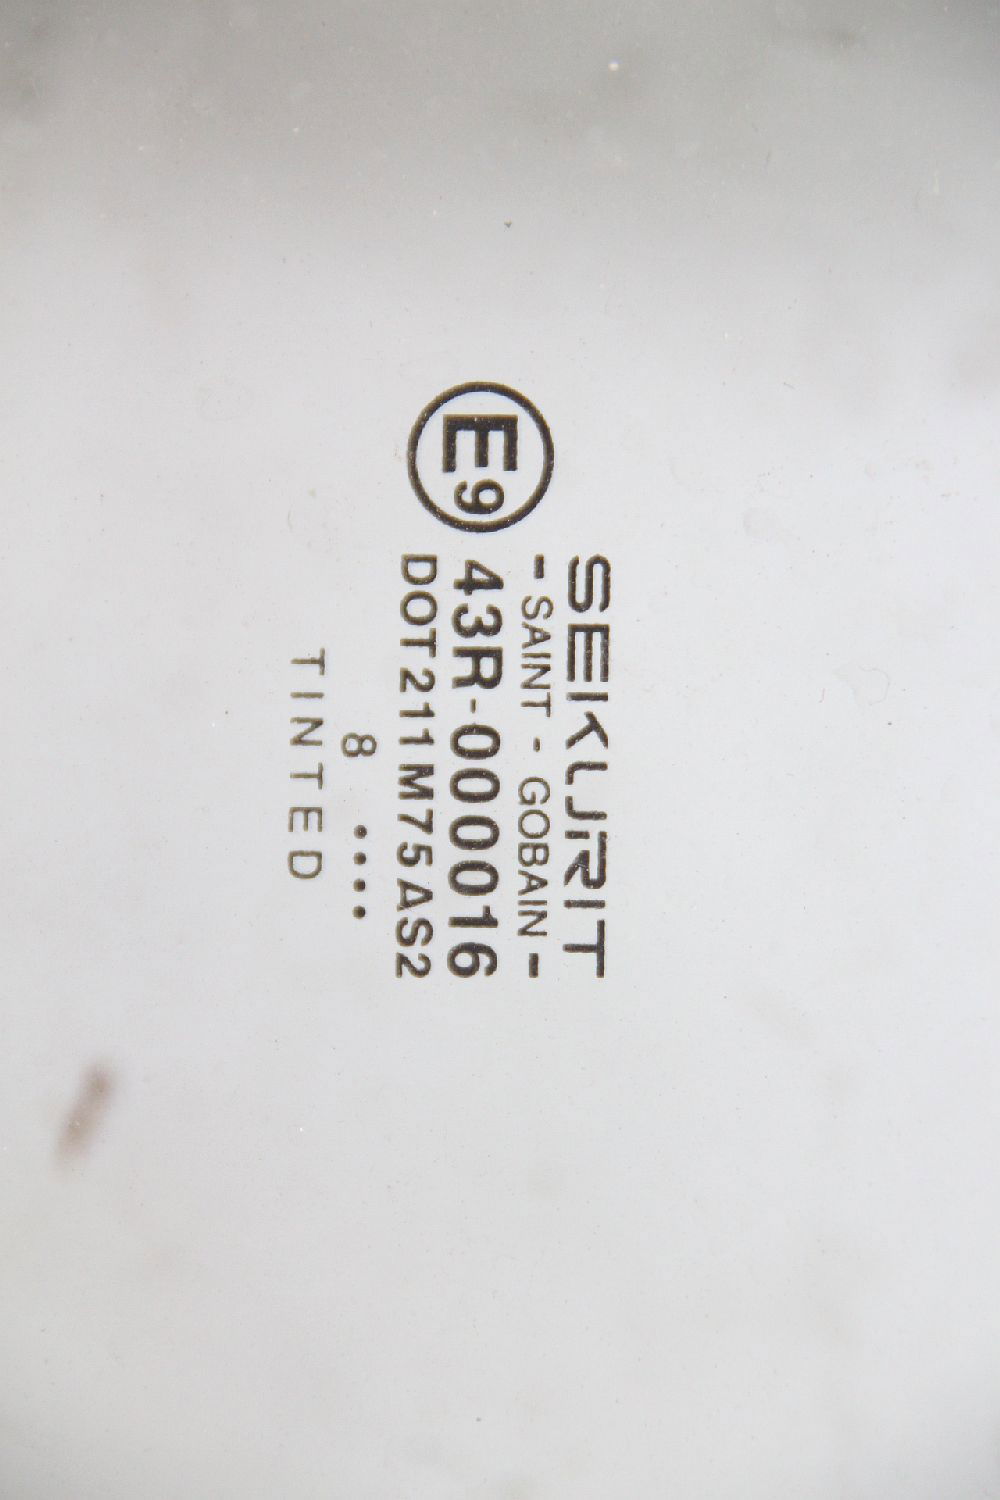 SEKURIT
- SAINT - GOBAIN -
E9 43R-000016
DOT211M75AS2
8 ....
TINTED